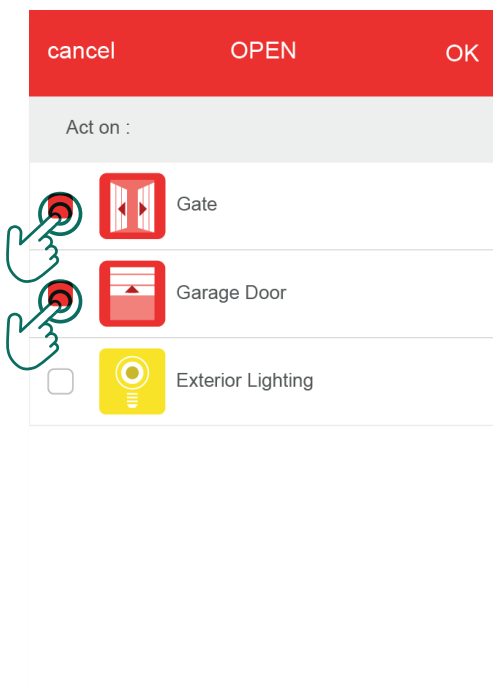 cancel OPEN OK
Act on :
Gate
Garage Door
Exterior Lighting